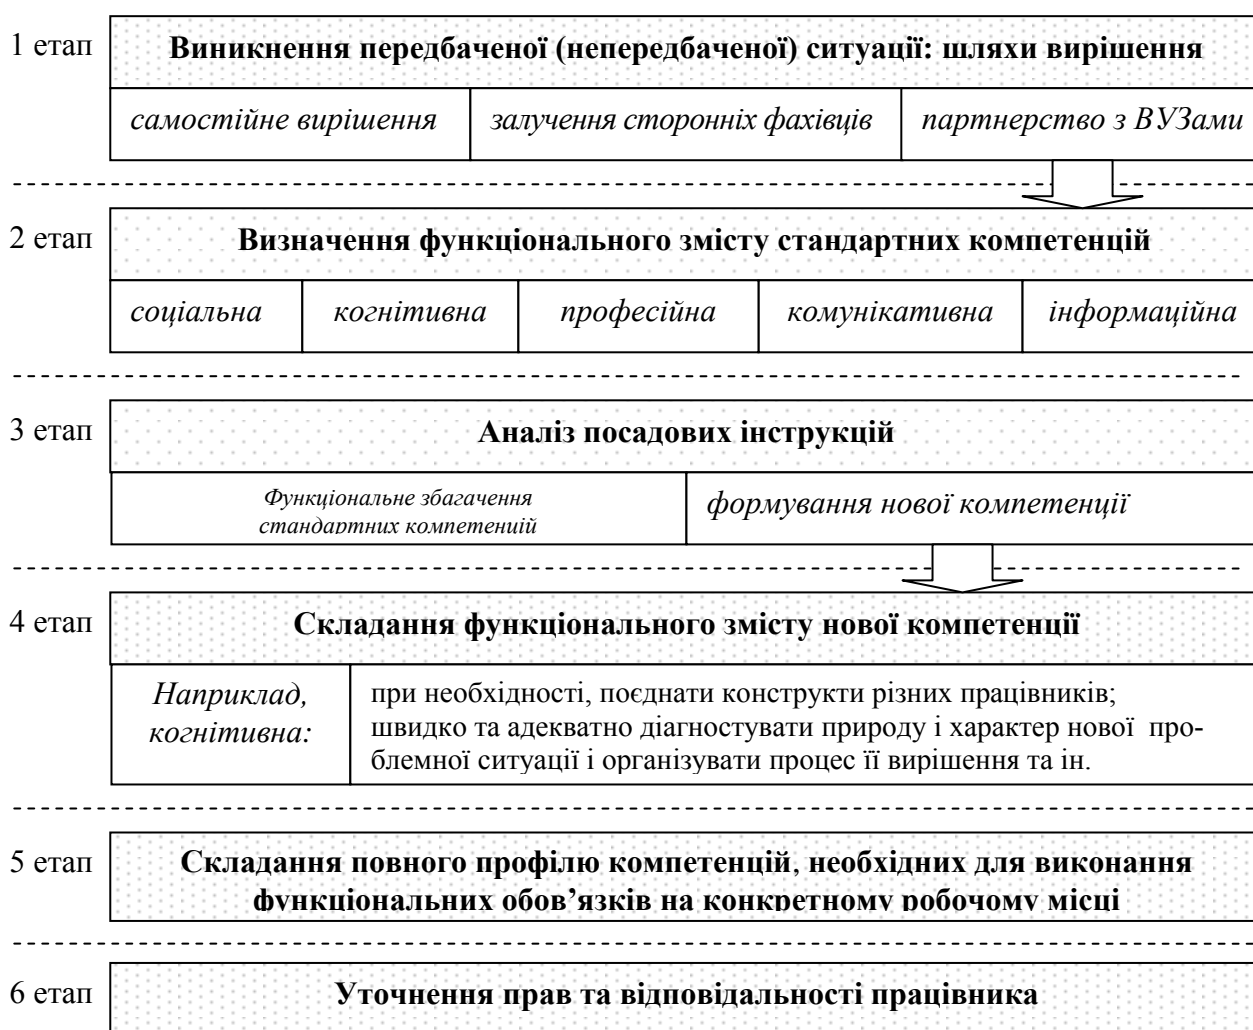 1 етап
Виникнення передбаченої (непередбаченої) ситуації: шляхи вирішення
самостійне вирішення
залучення сторонніх фахівців
партнерство з ВУЗами
2 етап
Визначення функціонального змісту стандартних компетенцій
соціальна
когнітивна
професійна
комунікативна
інформаційна
3 етап
Аналіз посадових інструкцій
Функціональне збагачення
стандартних компетенцій
формування нової компетенції
4 етап
Складання функціонального змісту нової компетенції
Наприклад,
когнітивна:
при необхідності, поєднати конструкти різних працівників;
швидко та адекватно діагностувати природу і характер нової про-
блемної ситуації і організувати процес її вирішення та ін.
5 етап
Складання повного профілю компетенцій, необхідних для виконання
функціональних обов’язків на конкретному робочому місці
6 етап
Уточнення прав та відповідальності працівника